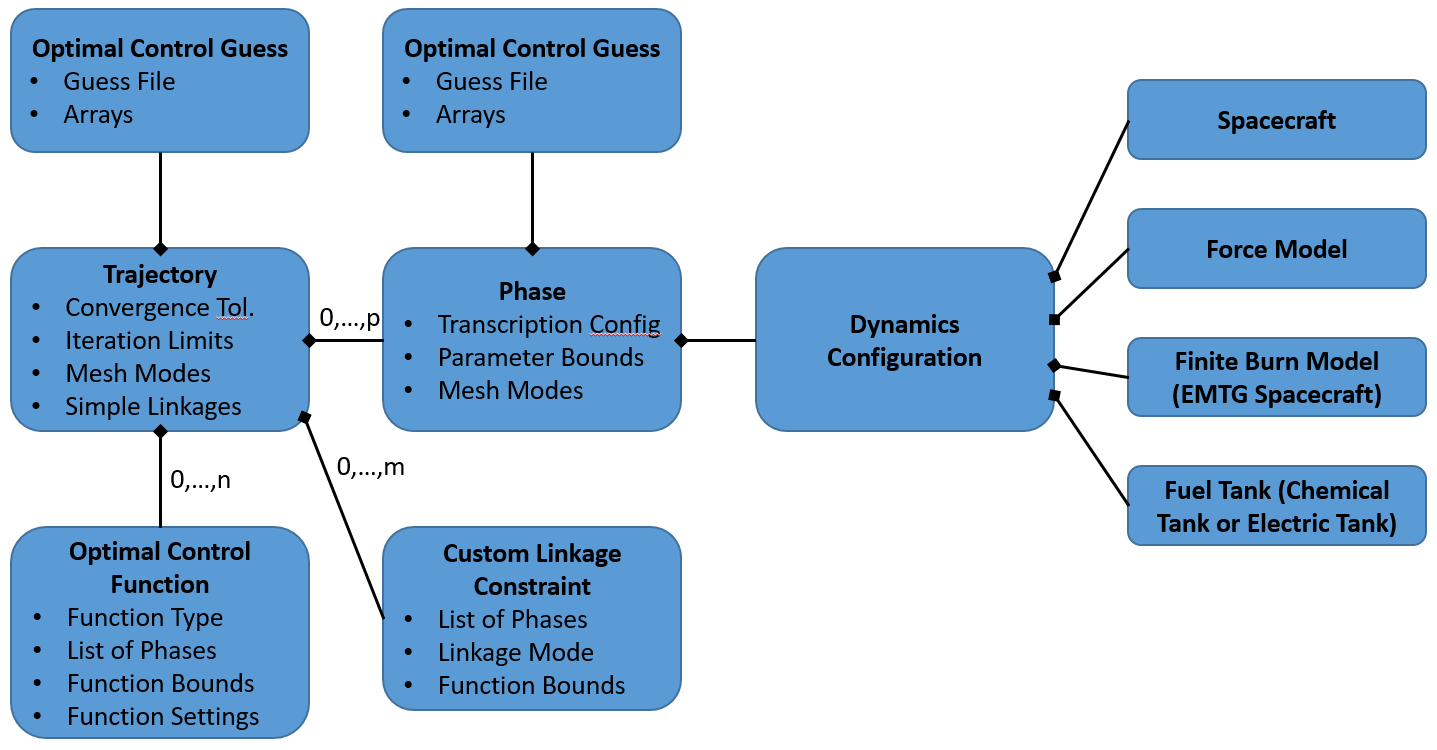 Optimal Control Guess
• Guess File
• Arrays
Optimal Control Guess
• Guess File
• Arrays
Trajectory
• Convergence Tol.
• Iteration Limits
• Mesh Modes
• Simple Linkages
0,...,p
Phase
• Transcription Config
• Parameter Bounds
• Mesh Modes
Dynamics
Configuration
Spacecraft
Force Model
Finite Burn Model
(EMTG Spacecraft)
Fuel Tank (Chemical
Tank or Electric Tank)
0,...,n
0,...,m
Optimal Control
Function
• Function Type
• List of Phases
• Function Bounds
• Function Settings
Custom Linkage
Constraint
• List of Phases
• Linkage Mode
• Function Bounds